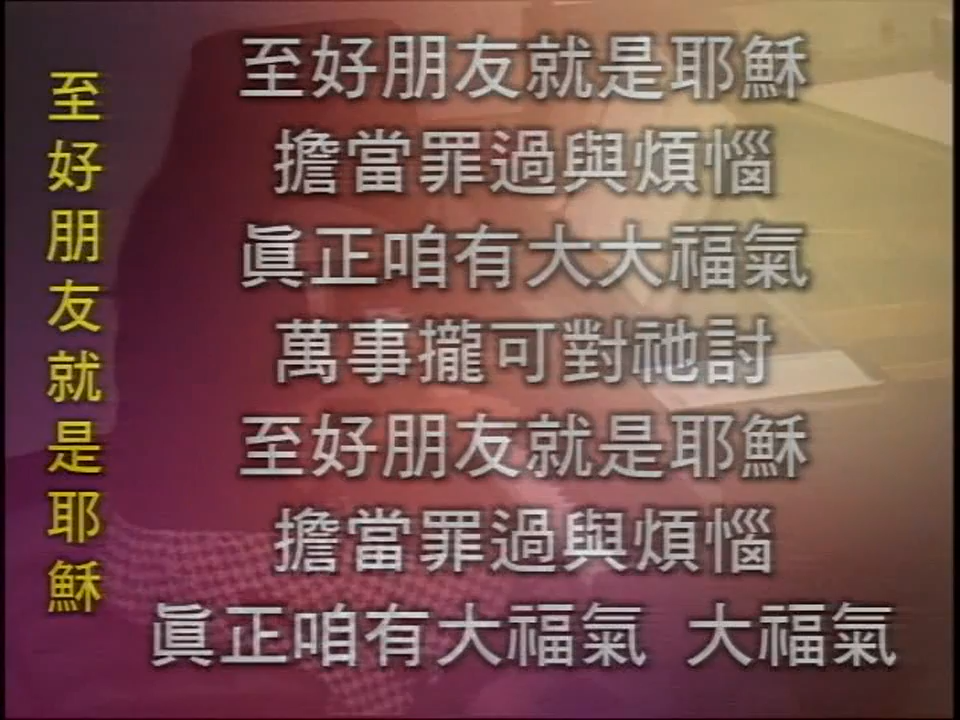 至好朋友就是耶穌
至好朋友就是耶穌
擔當罪過與煩惱
眞正咱有大大福氣
萬事攏可對祂討
至好朋友就是耶穌
擔當罪過與煩惱
眞正咱有大福氣 大福氣